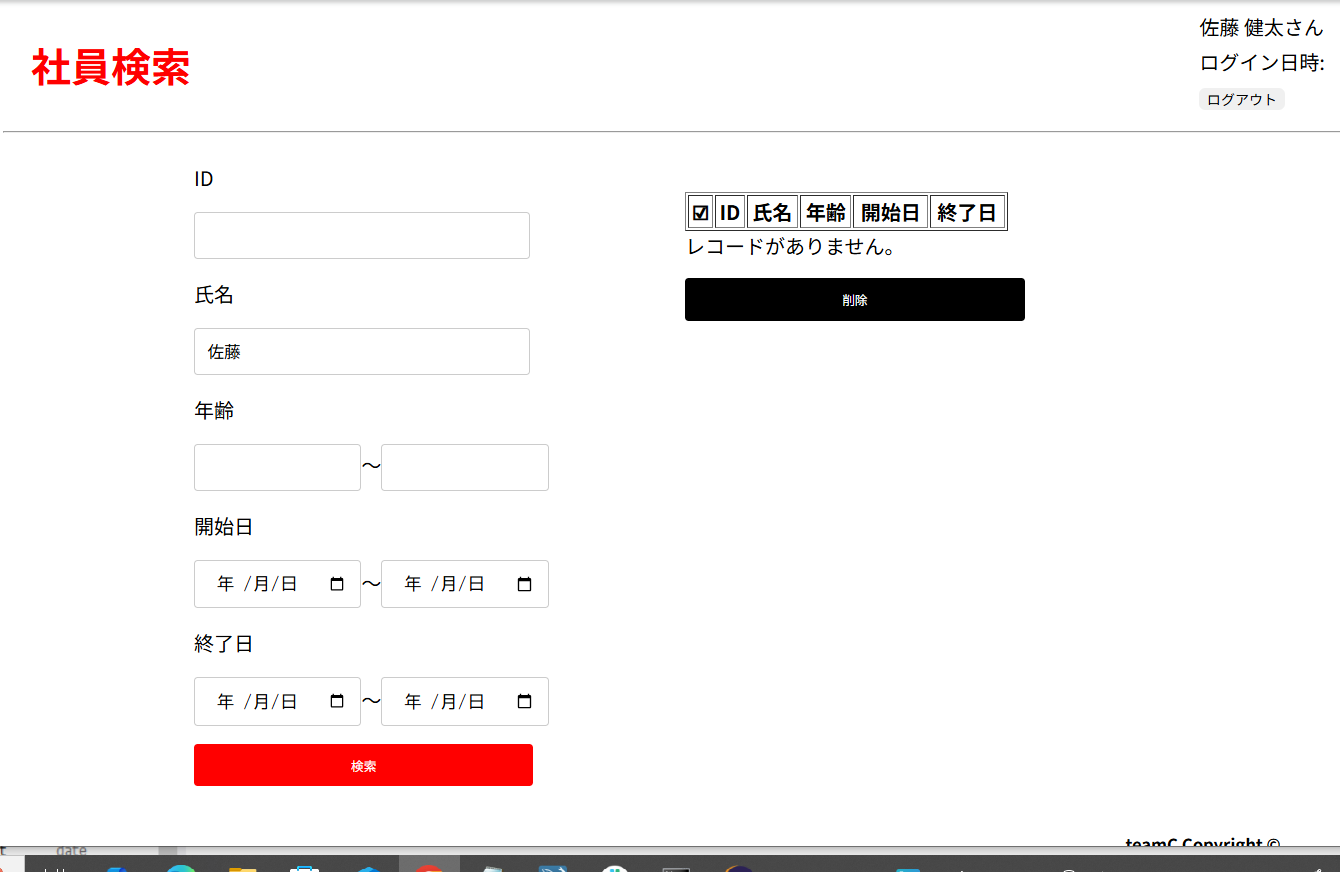 社員検索
佐藤 健太さん
ログイン日時:
ログアウト
ID
氏名
佐藤
年齢
～
開始日
年 /月/日 ～ 年 /月/日
終了日
年 /月/日 ～ 年 /月/日
検索
☑ ID 氏名 年齢 開始日 終了日
レコードがありません。
削除
teamC Copyright ©
date